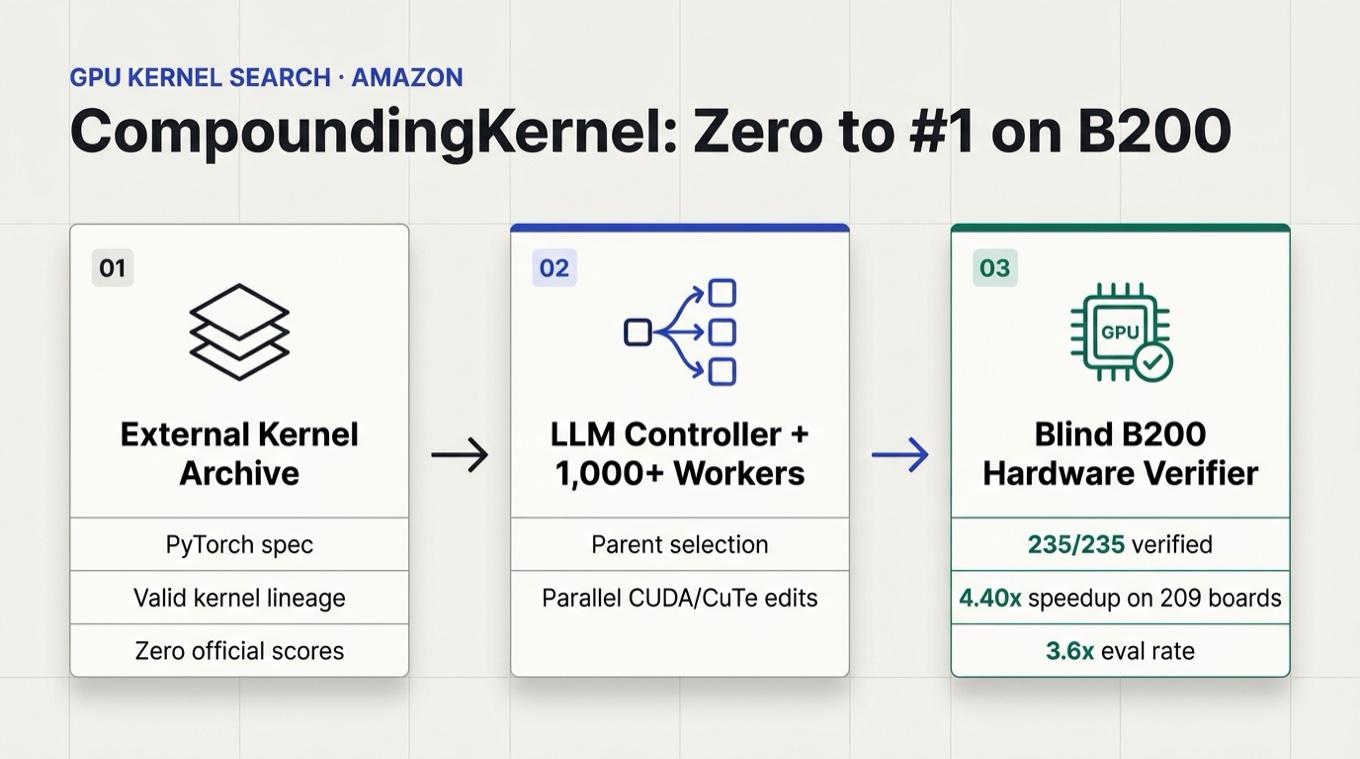 GPU KERNEL SEARCH · AMAZON
CompoundingKernel: Zero to #1 on B200
01
External Kernel
Archive
PyTorch spec
Valid kernel lineage
Zero official scores
02
LLM Controller +
1,000+ Workers
Parent selection
Parallel CUDA/CuTe edits
03
GPU
Blind B200
Hardware Verifier
235/235 verified
4.40x speedup on 209 boards
3.6x eval rate